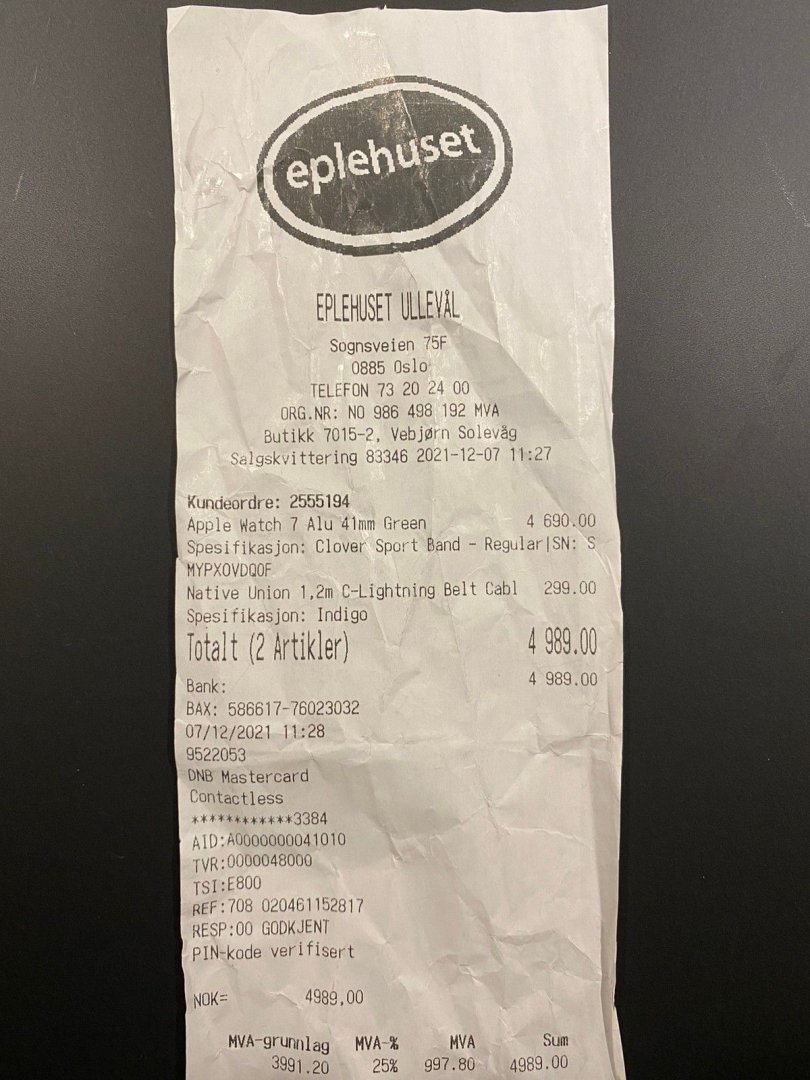 eplehuset
EPLEHUSET ULLEVÅL
Sognsveien 75F
0885 Oslo
TELEFON 73 20 24 00
ORG.NR: NO 986 498 192 MVA
Butikk 7015-2, Vebjørn Solevåg
Salgskvittering 83346 2021-12-07 11:27
Kundeordre: 2555194
Apple Watch 7 Alu 41mm Green 4 690.00
Spesifikasjon: Clover Sport Band - Regular|SN: S
MYPXOVDQ0F
Native Union 1,2m C-Lightning Belt Cabl 299.00
Spesifikasjon: Indigo
Totalt (2 Artikler) 4 989.00
Bank: 4 989.00
BAX: 586617-76023032
07/12/2021 11:28
9522053
DNB Mastercard
Contactless
************3384
AID:A0000000041010
TVR:0000048000
TSI:E800
REF:708 020461152817
RESP:00 GODKJENT
PIN-kode verifisert
NOK= 4989,00
MVA-grunnlag MVA-% MVA Sum
3991.20 25% 997.80 4989.00